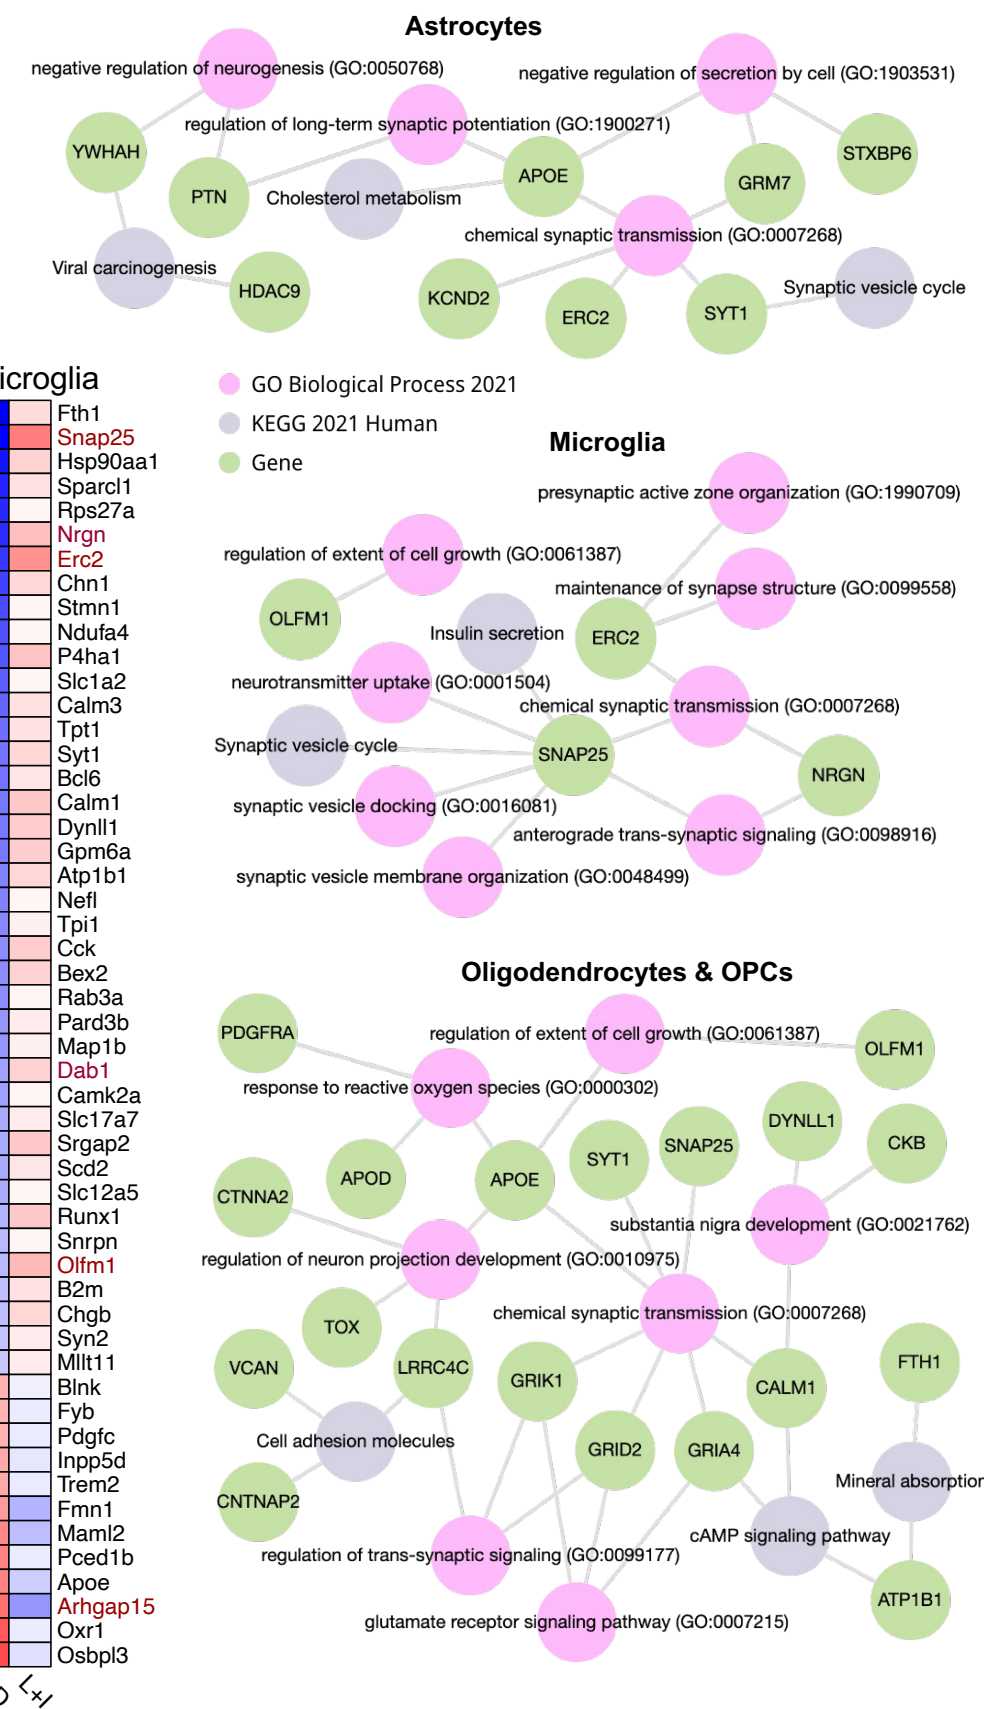 Astrocytes
negative regulation of neurogenesis (GO:0050768)
negative regulation of secretion by cell (GO:1903531)
regulation of long-term synaptic potentiation (GO:1900271)
YWHAH
STXBP6
APOE
GRM7
PTN
Cholesterol metabolism
chemical synaptic transmission (GO:0007268)
Viral carcinogenesis
HDAC9
KCND2
Synaptic vesicle cycle
ERC2
SYT1
icroglia
Fth1
Snap25
Hsp90aa1
Sparcl1
Rps27a
Nrgn
Erc2
Chn1
Stmn1
Ndufa4
P4ha1
Slc1a2
Calm3
Tpt1
Syt1
Bcl6
Calm1
Dynll1
Gpm6a
Atp1b1
Nefl
Tpi1
Cck
Bex2
Rab3a
Pard3b
Map1b
Dab1
Camk2a
Slc17a7
Srgap2
Scd2
Slc12a5
Runx1
Snrpn
Olfm1
B2m
Chgb
Syn2
Mllt11
Blnk
Fyb
Pdgfc
Inpp5d
Trem2
Fmn1
Maml2
Pced1b
Apoe
Arhgap15
Oxr1
Osbpl3
L+I
GO Biological Process 2021
KEGG 2021 Human
Gene
Microglia
presynaptic active zone organization (GO:1990709)
regulation of extent of cell growth (GO:0061387)
maintenance of synapse structure (GO:0099558)
OLFM1
Insulin secretion
ERC2
neurotransmitter uptake (GO:0001504)
chemical synaptic transmission (GO:0007268)
Synaptic vesicle cycle
SNAP25
NRGN
synaptic vesicle docking (GO:0016081)
anterograde trans-synaptic signaling (GO:0098916)
synaptic vesicle membrane organization (GO:0048499)
Oligodendrocytes & OPCs
PDGFRA
regulation of extent of cell growth (GO:0061387)
OLFM1
response to reactive oxygen species (GO:0000302)
DYNLL1
CKB
SYT1
SNAP25
APOD
APOE
CTNNA2
substantia nigra development (GO:0021762)
regulation of neuron projection development (GO:0010975)
chemical synaptic transmission (GO:0007268)
TOX
VCAN
LRRC4C
GRIK1
CALM1
FTH1
Cell adhesion molecules
GRID2
GRIA4
Mineral absorption
CNTNAP2
cAMP signaling pathway
regulation of trans-synaptic signaling (GO:0099177)
ATP1B1
glutamate receptor signaling pathway (GO:0007215)